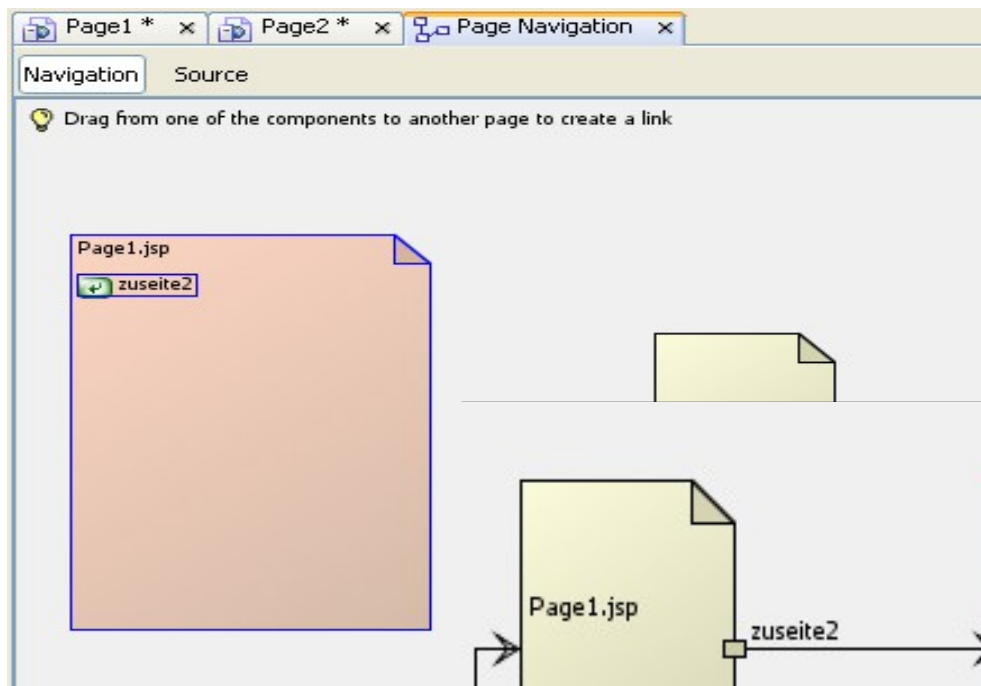 Page1 * x Page2 * x Page Navigation x
Navigation Source
Drag from one of the components to another page to create a link
Page1.jsp
zuseite2
Page1.jsp
zuseite2